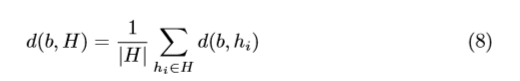 d(b, H) = \frac{1}{|H|} \sum_{h_i \in H} d(b, h_i) (8)